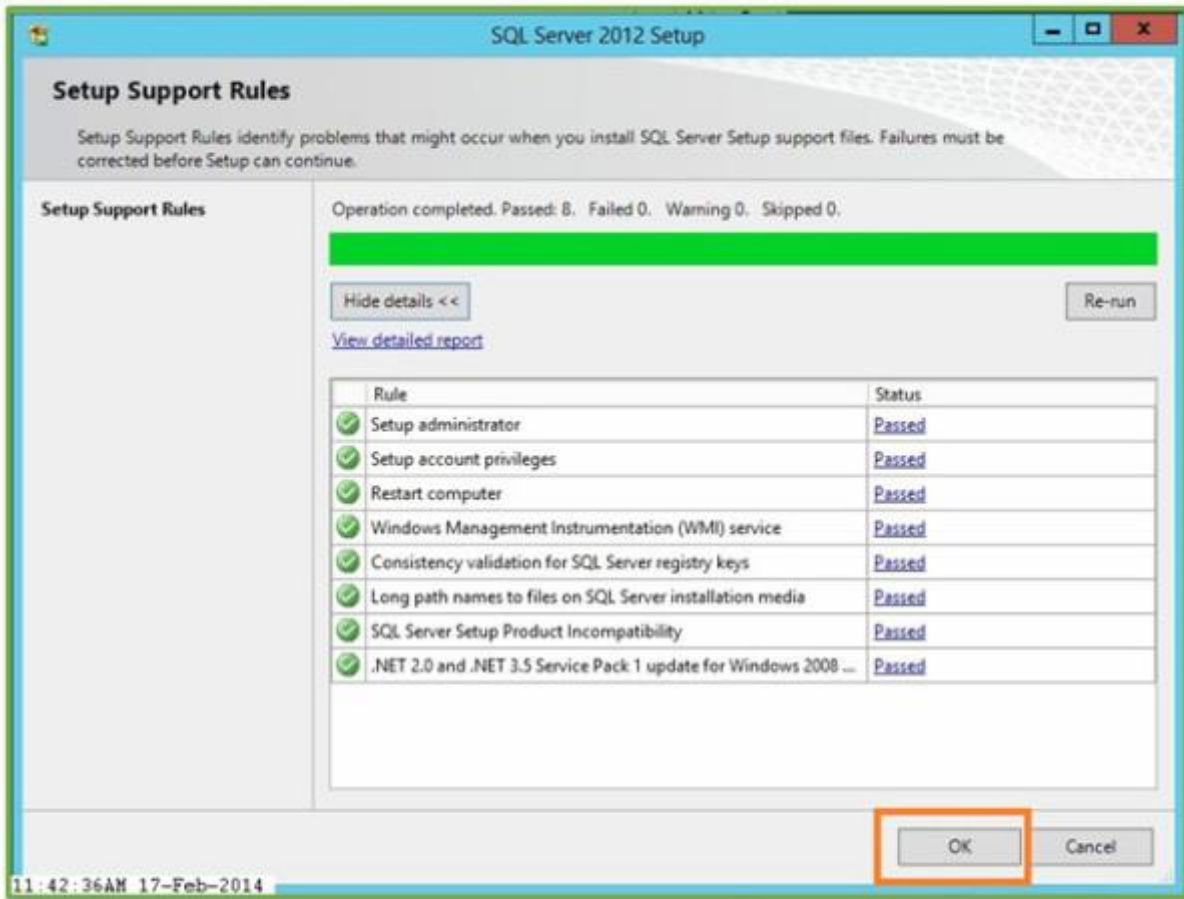 SQL Server 2012 Setup
Setup Support Rules
Setup Support Rules identify problems that might occur when you install SQL Server Setup support files. Failures must be
corrected before Setup can continue.
Setup Support Rules
Operation completed. Passed: 8. Failed 0. Warning 0. Skipped 0.
Hide details <<
Re-run
View detailed report
Rule Status
Setup administrator Passed
Setup account privileges Passed
Restart computer Passed
Windows Management Instrumentation (WMI) service Passed
Consistency validation for SQL Server registry keys Passed
Long path names to files on SQL Server installation media Passed
SQL Server Setup Product Incompatibility Passed
.NET 2.0 and .NET 3.5 Service Pack 1 update for Windows 2008 ... Passed
OK Cancel
11:42:36AM 17-Feb-2014